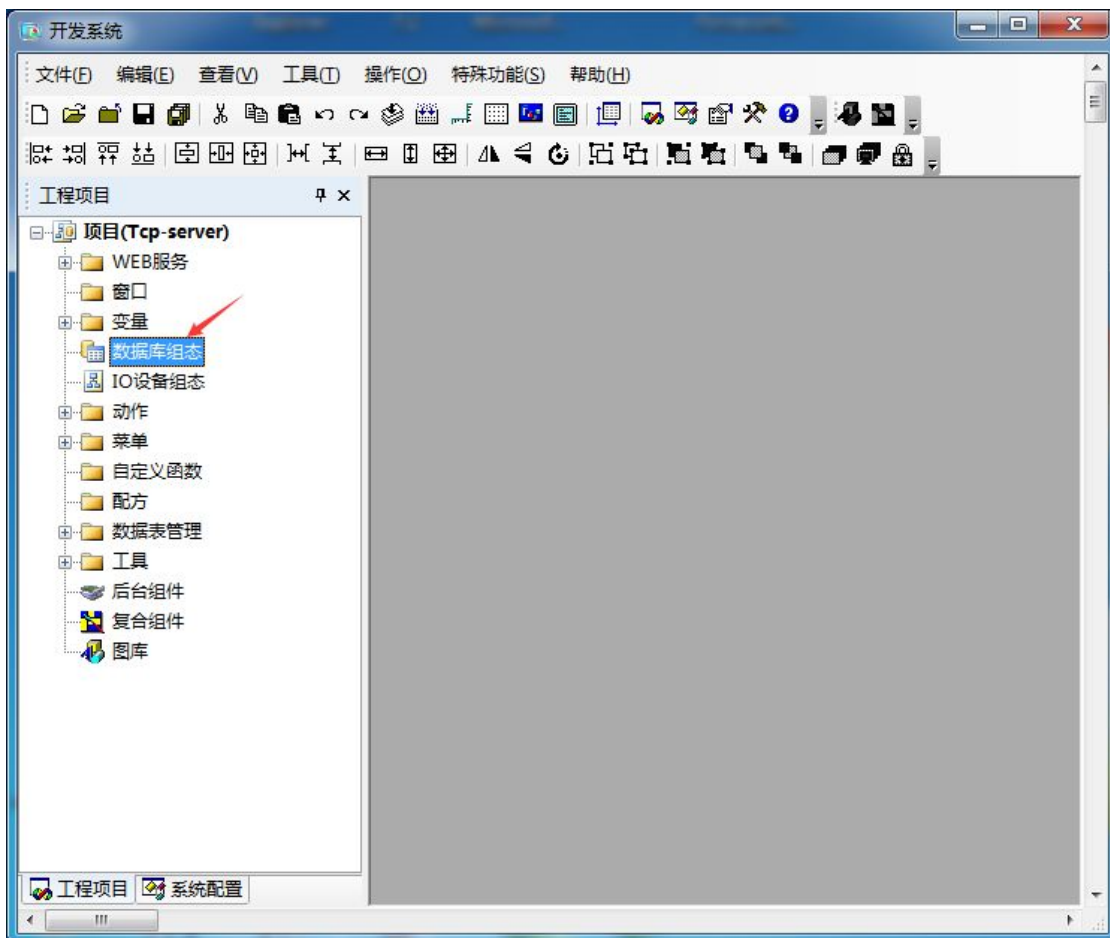 开发系统
文件(F) 编辑(E) 查看(V) 工具(T) 操作(O) 特殊功能(S) 帮助(H)
工程项目
项目(Tcp-server)
WEB服务
窗口
变量
数据库组态
IO设备组态
动作
菜单
自定义函数
配方
数据表管理
工具
后台组件
复合组件
图库
工程项目 系统配置